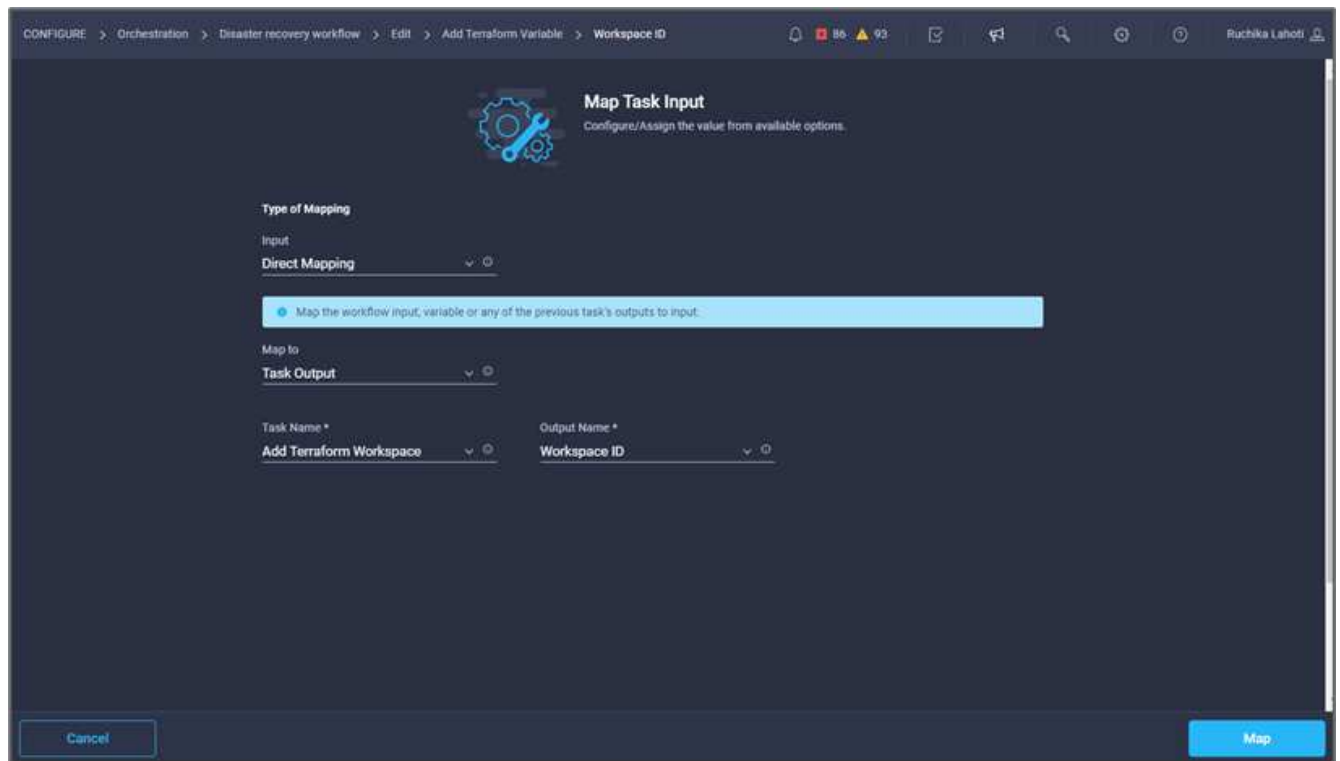 CONFIGURE > Orchestration > Disaster recovery workflow > Edit > Add Terraform Variable > Workspace ID 86 93 Ruchika Lahoti
Map Task Input
Configure/Assign the value from available options.
Type of Mapping
Input
Direct Mapping
Map the workflow input, variable or any of the previous task's outputs to input.
Map to
Task Output
Task Name * Output Name *
Add Terraform Workspace Workspace ID
Cancel Map